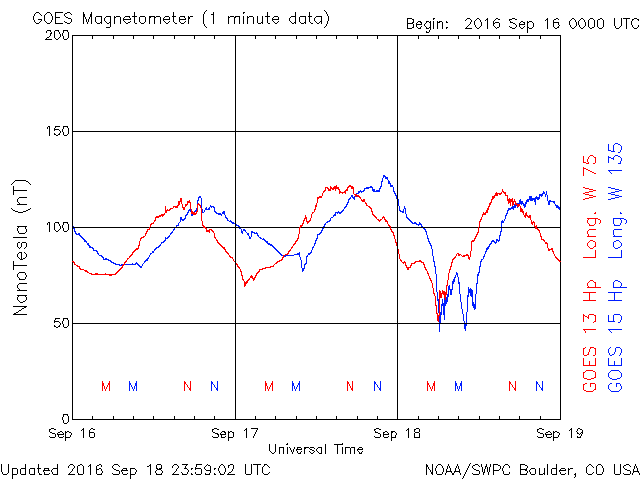 GOES Magnetometer (1 minute data)
Begin: 2016 Sep 16 0000 UTC
200
150
100
50
0
NanoTesla (nT)
M M N N M M N N M M N N
Sep 16 Sep 17 Sep 18 Sep 19
Universal Time
GOES 13 Hp Long. W 75
GOES 15 Hp Long. W 135
Updated 2016 Sep 18 23:59:02 UTC
NOAA/SWPC Boulder, CO USA